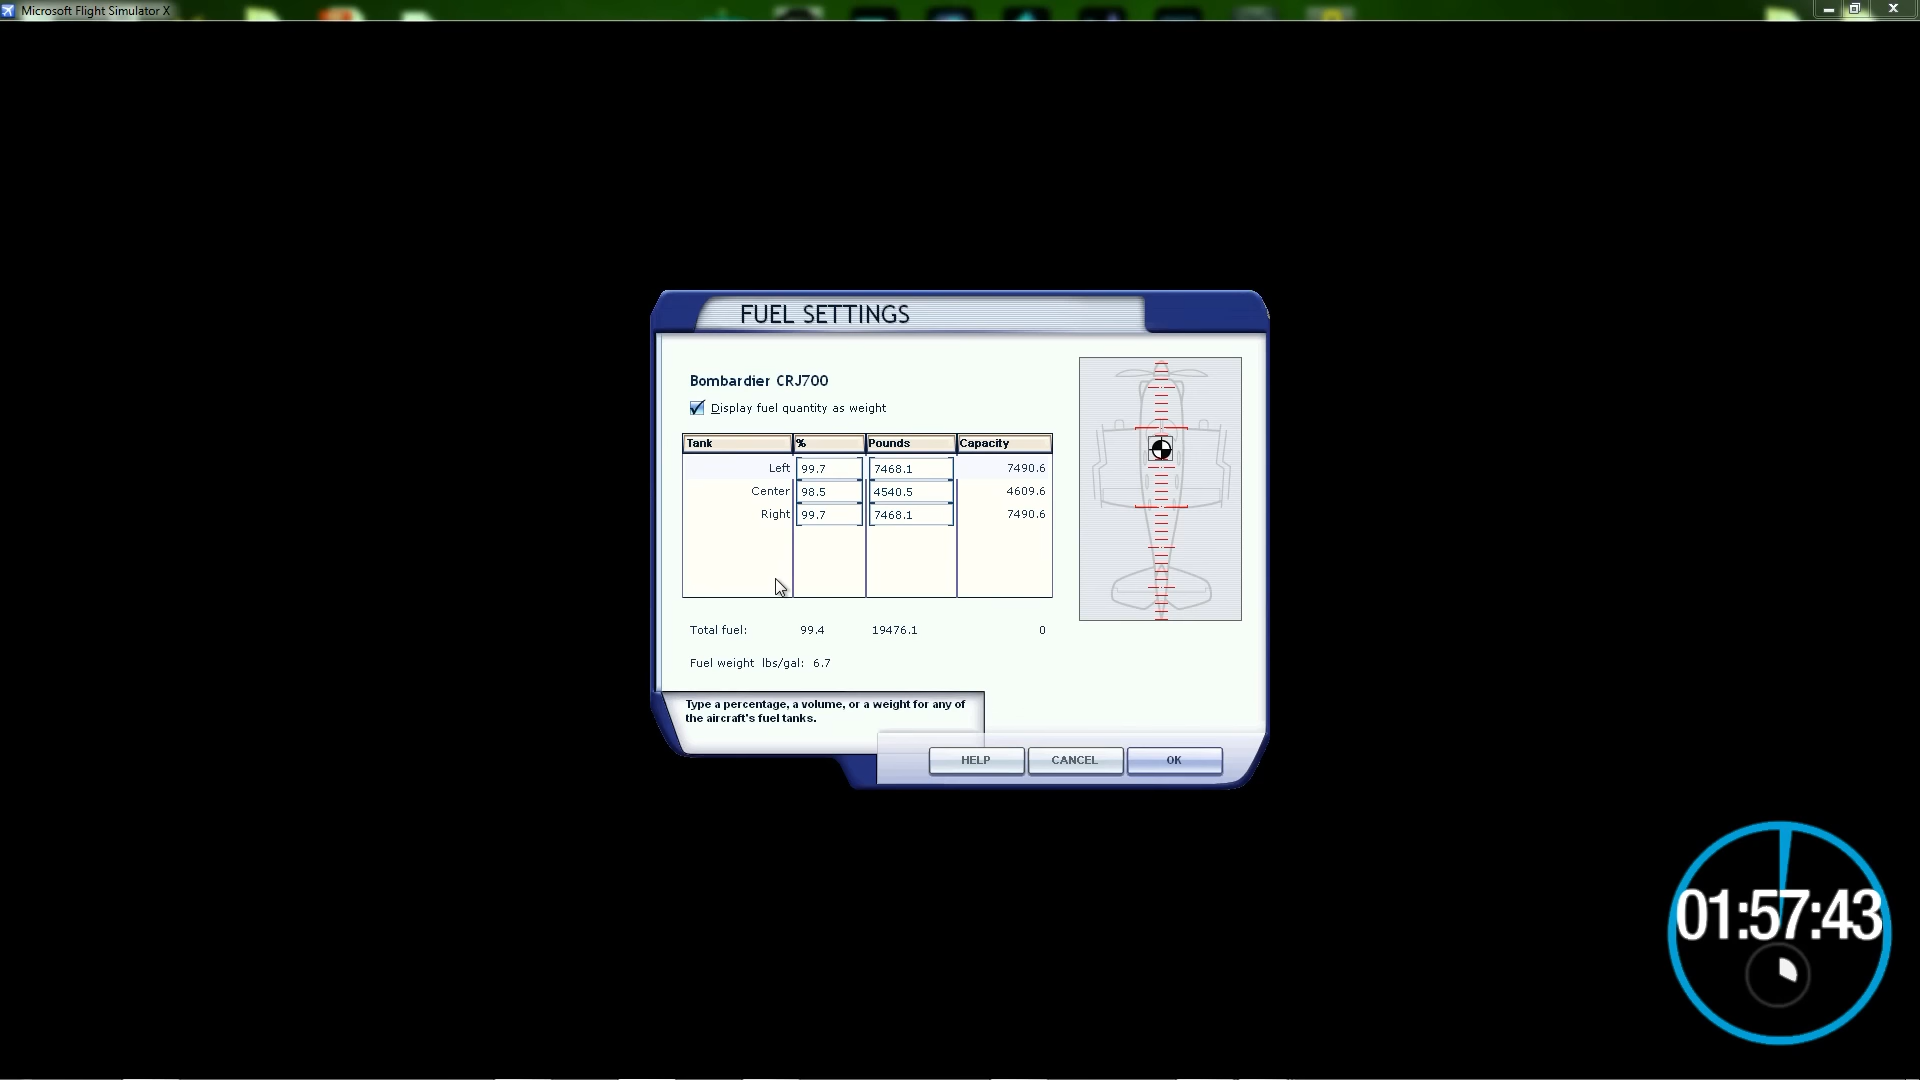 Microsoft Flight Simulator X
FUEL SETTINGS
Bombardier CRJ700
Display fuel quantity as weight
Tank % Pounds Capacity
Left 99.7 7468.1 7490.6
Center 98.5 4540.5 4609.6
Right 99.7 7468.1 7490.6
Total fuel: 99.4 19476.1 0
Fuel weight lbs/gal: 6.7
Type a percentage, a volume, or a weight for any of
the aircraft's fuel tanks.
HELP CANCEL OK
01:57:43